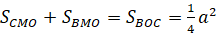 $S_{CMO} + S_{BMO} = S_{BOC} = \frac{1}{4}a^2$